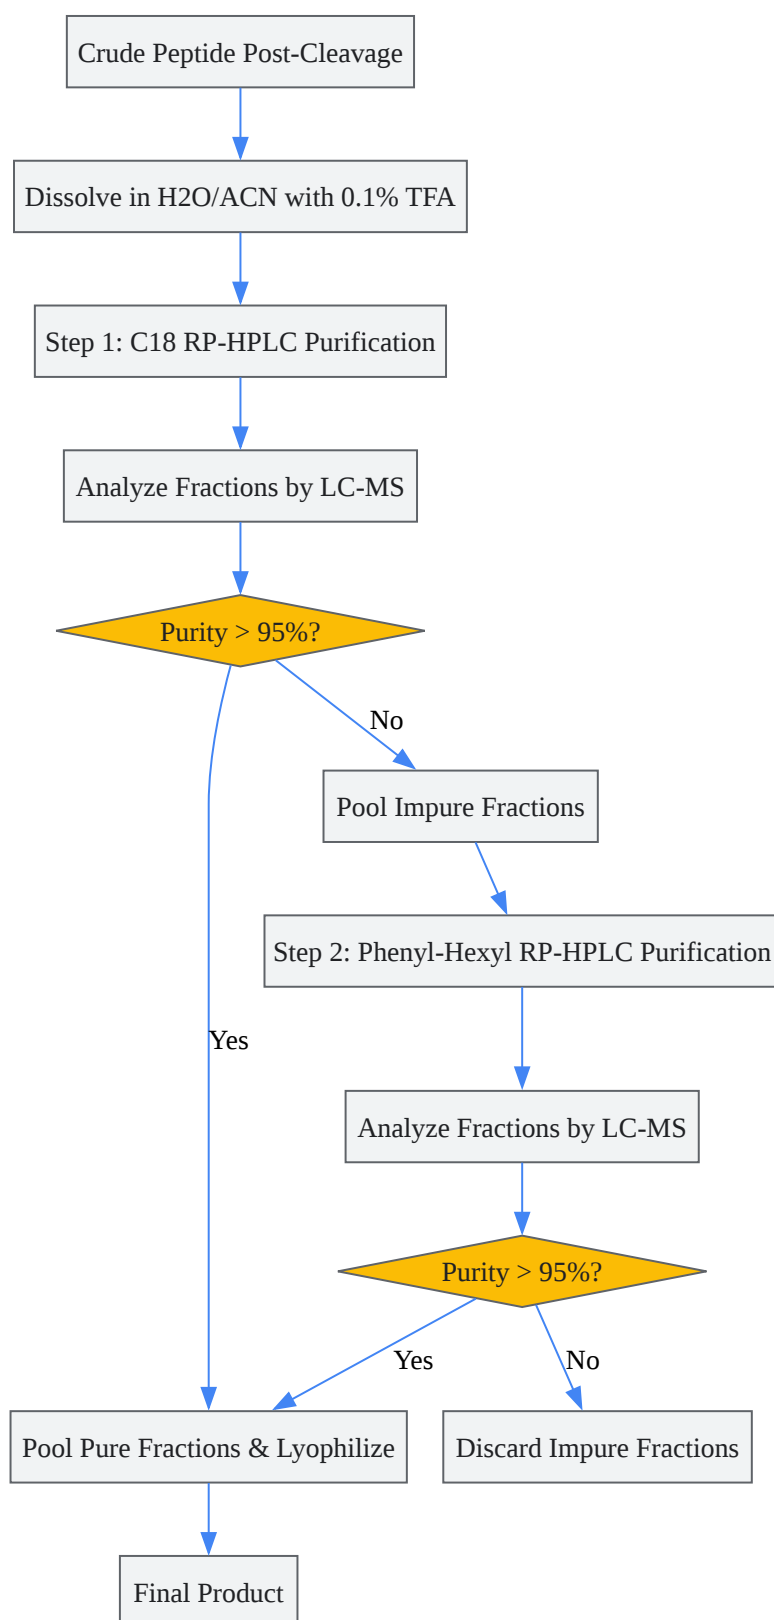 Crude Peptide Post-Cleavage
Dissolve in H2O/ACN with 0.1% TFA
Step 1: C18 RP-HPLC Purification
Analyze Fractions by LC-MS
Purity > 95%?
No
Pool Impure Fractions
Step 2: Phenyl-Hexyl RP-HPLC Purification
Yes
Analyze Fractions by LC-MS
Purity > 95%?
Yes
No
Pool Pure Fractions & Lyophilize
Discard Impure Fractions
Final Product